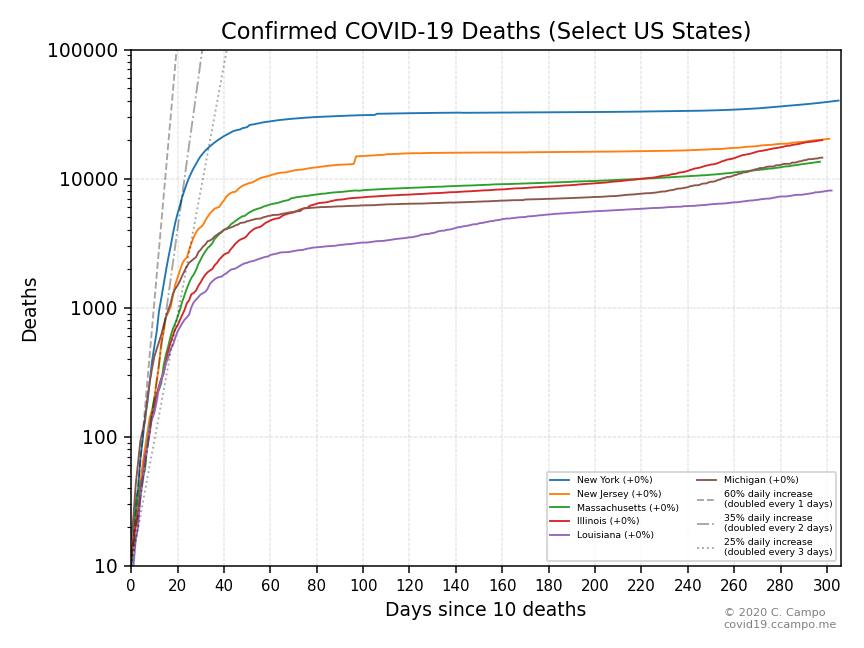 Confirmed COVID-19 Deaths (Select US States)
100000
10000
1000
100
10
Deaths
0 20 40 60 80 100 120 140 160 180 200 220 240 260 280 300
Days since 10 deaths
New York (+0%)
New Jersey (+0%)
Massachusetts (+0%)
Illinois (+0%)
Louisiana (+0%)
Michigan (+0%)
60% daily increase
(doubled every 1 days)
35% daily increase
(doubled every 2 days)
25% daily increase
(doubled every 3 days)
© 2020 C. Campo
covid19.ccampo.me